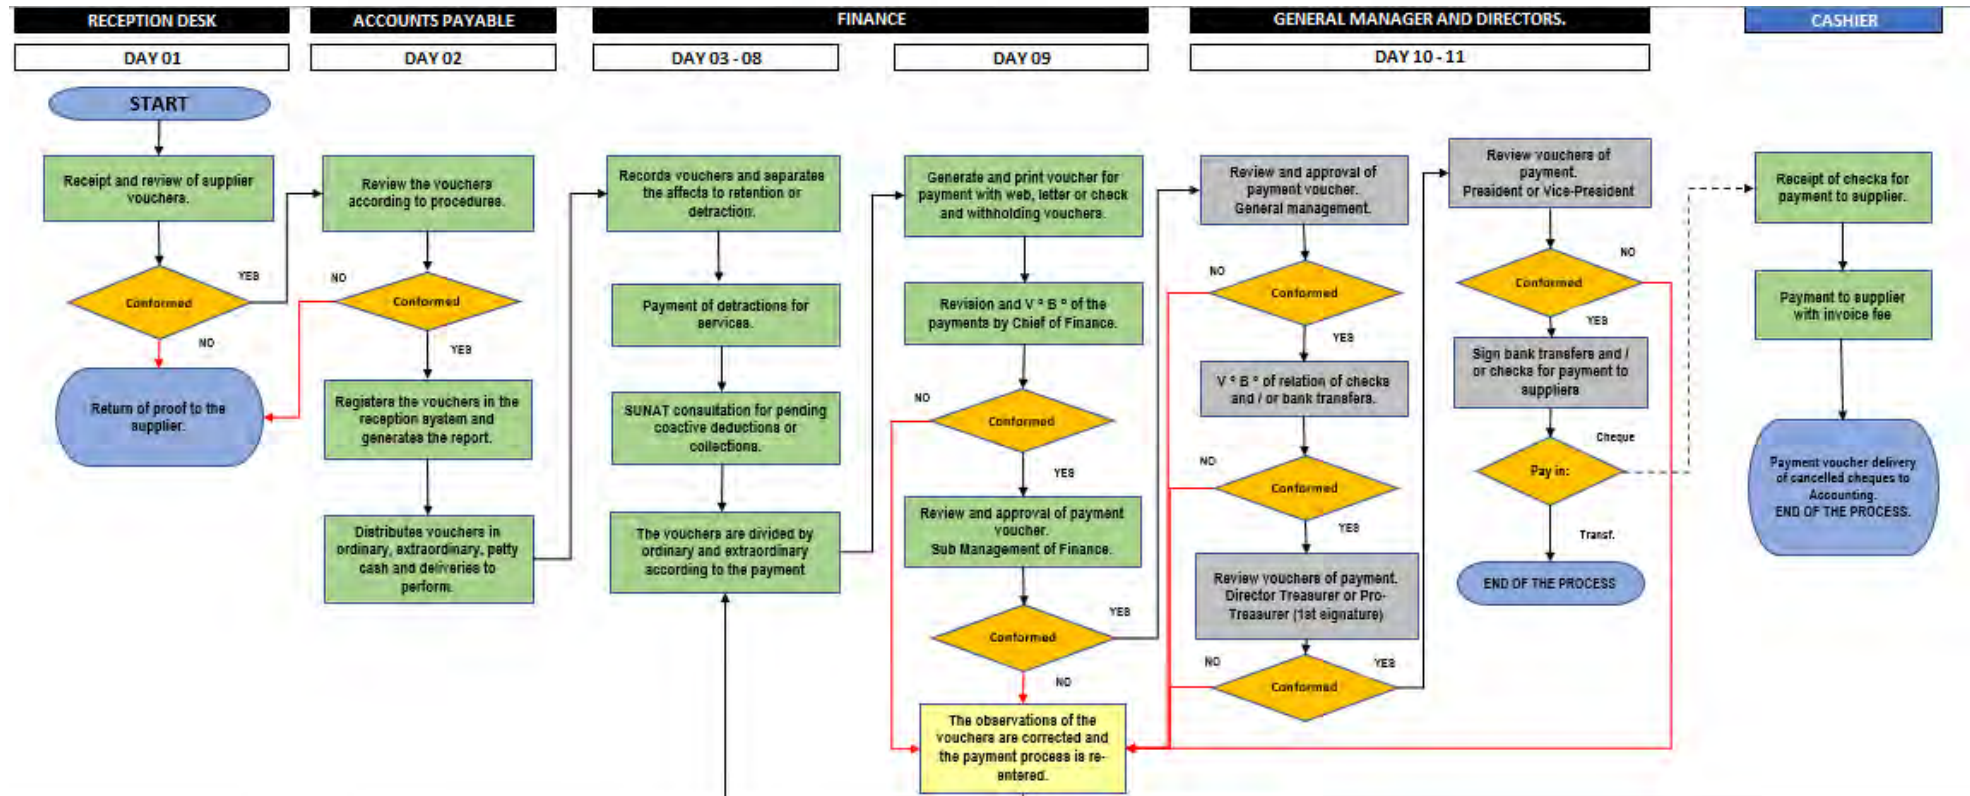 RECEPTION DESK
ACCOUNTS PAYABLE
FINANCE
GENERAL MANAGER AND DIRECTORS.
CASHIER
DAY 01
DAY 02
DAY 03 - 08
DAY 09
DAY 10 - 11
START
Receipt and review of supplier
vouchers.
YES
Conformed
NO
Return of proof to the
supplier.
Review the vouchers
according to procedures.
NO
Conformed
YES
Registers the vouchers in the
reception system and
generates the report.
Distributes vouchers in
ordinary, extraordinary, petty
cash and deliveries to
perform.
Records vouchers and separates
the affects to retention or
detraction.
Payment of detractions for
services.
SUNAT consultation for pending
coactive deductions or
collections.
The vouchers are divided by
ordinary and extraordinary
according to the payment
Generate and print voucher for
payment with web, letter or check
and withholding vouchers.
Revision and V ° B ° of the
payments by Chief of Finance.
NO
Conformed
YES
Review and approval of payment
voucher.
Sub Management of Finance.
YES
Conformed
NO
The observations of the
vouchers are corrected and
the payment process is re-
entered.
Review and approval of
payment voucher.
General management.
NO
Conformed
YES
V ° B ° of relation of checks
and / or bank transfers.
NO
Conformed
YES
Review vouchers of payment.
Director Treasurer or Pro-
Treasurer (1st signature)
NO
YES
Conformed
Review vouchers of
payment.
President or Vice-President
NO
Conformed
YES
Sign bank transfers and /
or checks for payment to
suppliers
Cheque
Pay in:
Transf.
END OF THE PROCESS
Receipt of checks for
payment to supplier.
Payment to supplier
with invoice fee
Payment voucher delivery
of cancelled cheques to
Accounting.
END OF THE PROCESS.